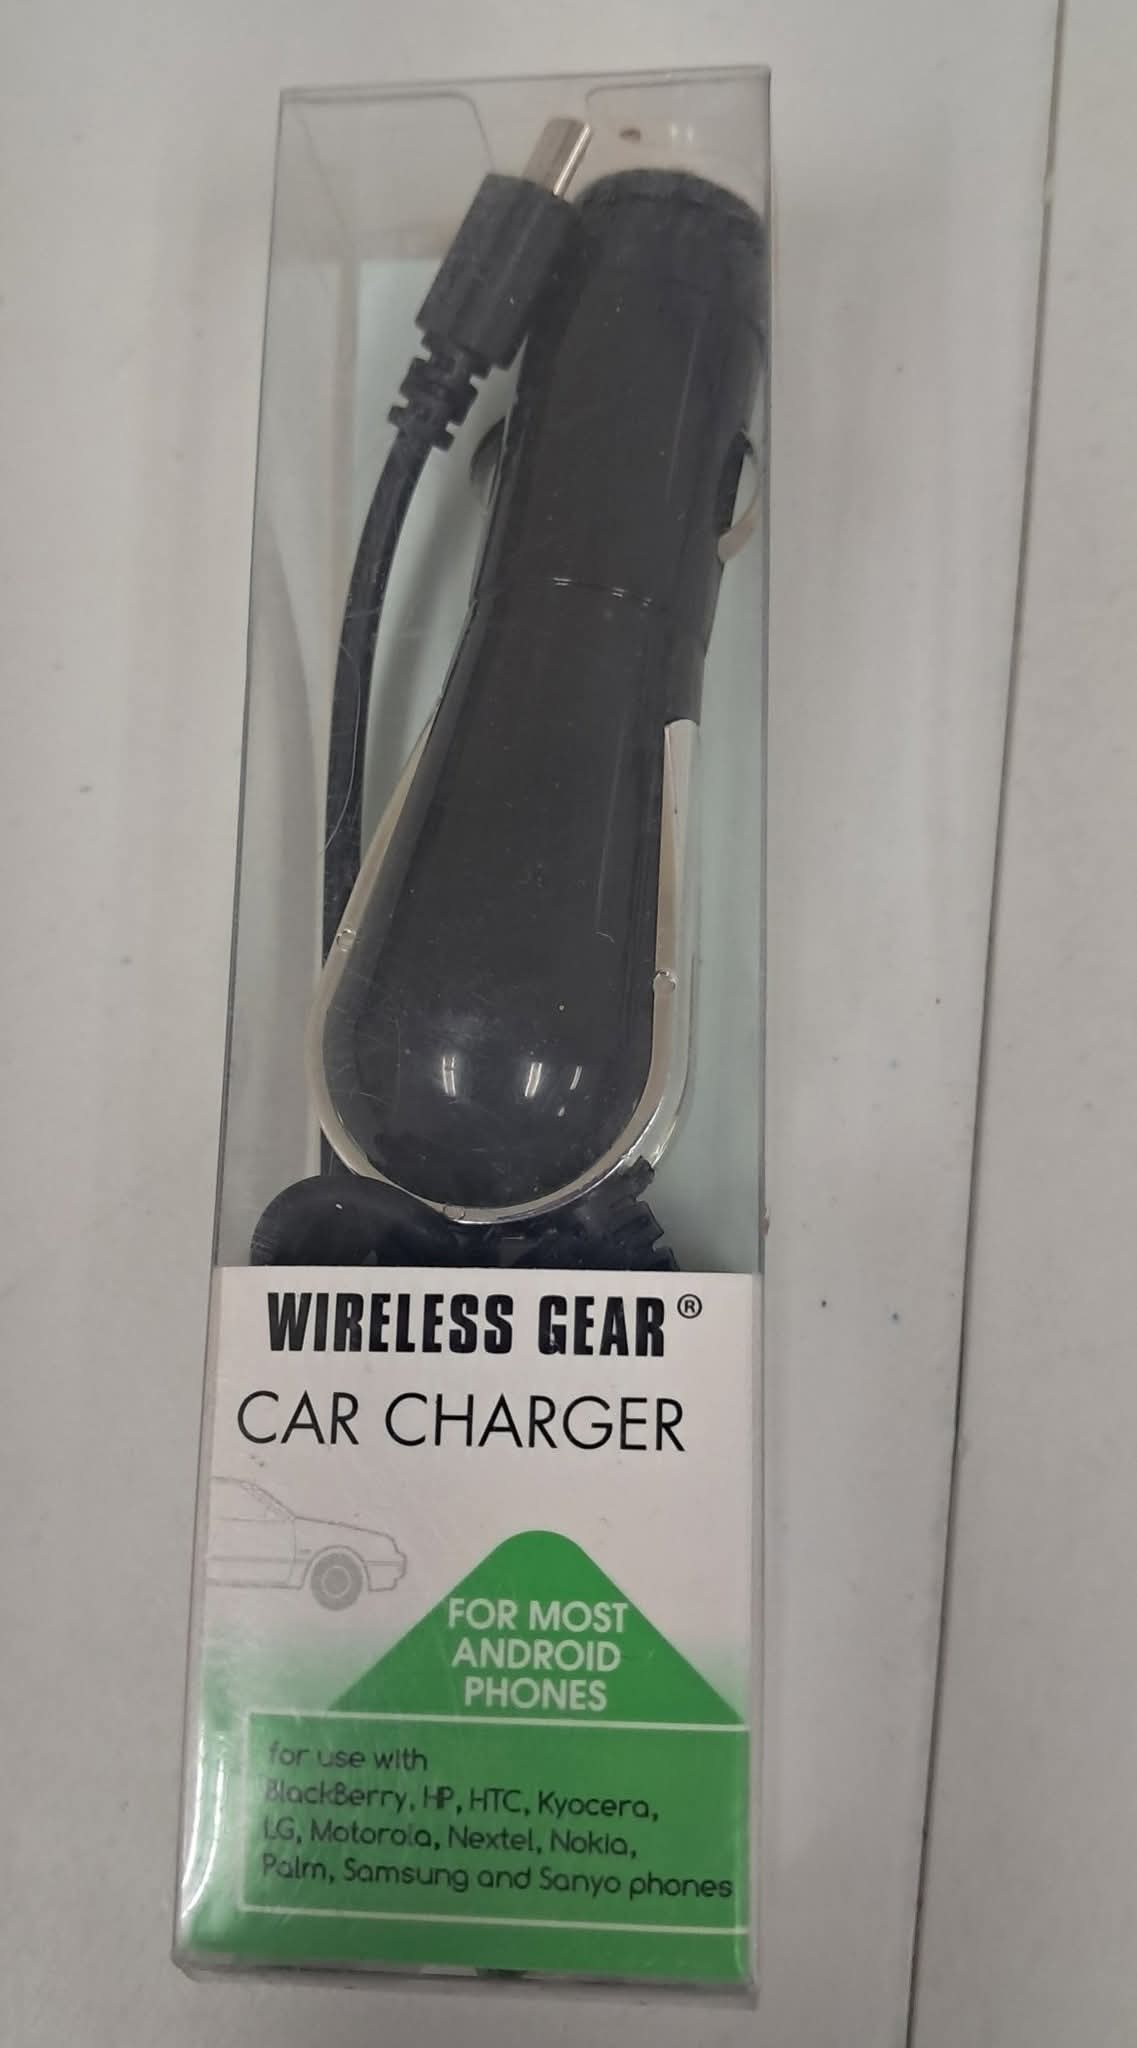 WIRELESS GEAR®
CAR CHARGER
FOR MOST
ANDROID
PHONES
for use with
BlackBerry, HP, HTC, Kyocera,
LG, Motorola, Nextel, Nokia,
Palm, Samsung and Sanyo phones